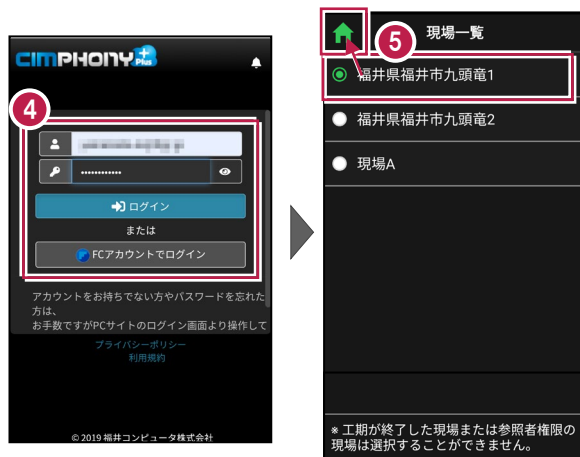 CIMPHONY Plus
4
ログイン
または
FCアカウントでログイン
アカウントをお持ちでない方やパスワードを忘れた
方は、
お手数ですがPCサイトのログイン画面より操作して
プライバシーポリシー
利用規約
© 2019 福井コンピュータ株式会社
5
現場一覧
福井県福井市九頭竜1
福井県福井市九頭竜2
現場A
※ 工期が終了した現場または参照者権限の
現場は選択することができません。